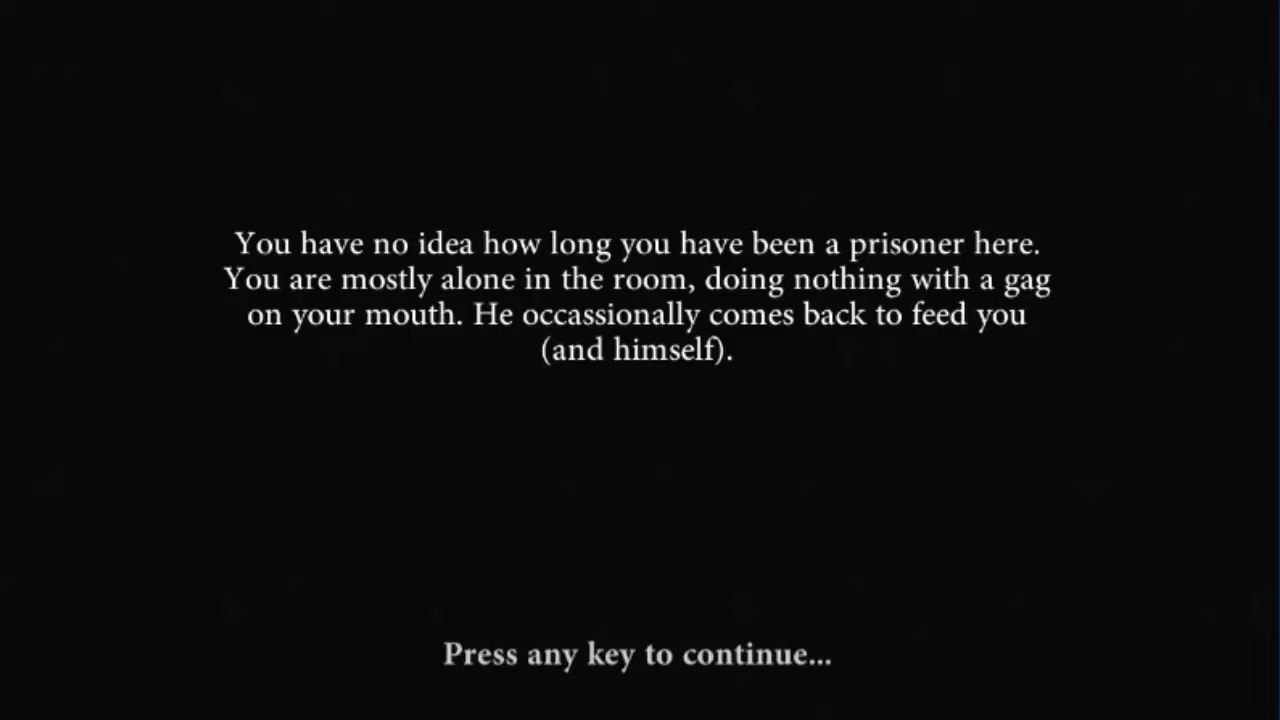 You have no idea how long you have been a prisoner here.
You are mostly alone in the room, doing nothing with a gag
on your mouth. He occassionally comes back to feed you
(and himself).
Press any key to continue...